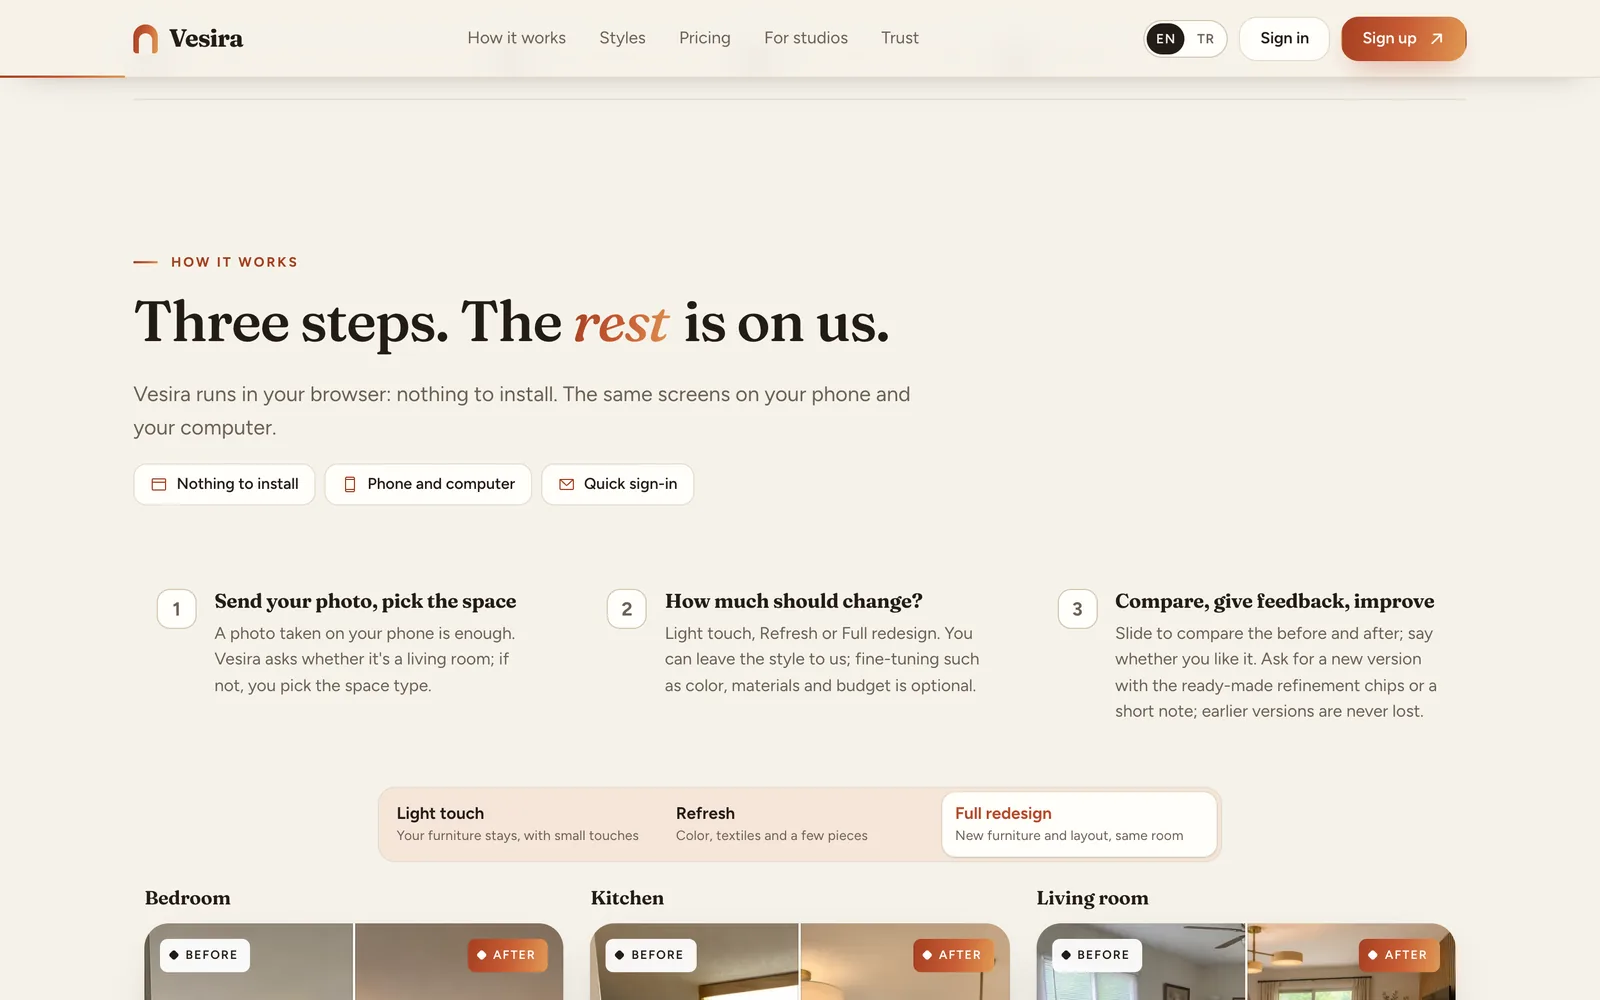 Vesira
How it works
Styles
Pricing
For studios
Trust
EN
TR
Sign in
Sign up
HOW IT WORKS
Three steps. The rest is on us.
Vesira runs in your browser: nothing to install. The same screens on your phone and
your computer.
Nothing to install
Phone and computer
Quick sign-in
1
Send your photo, pick the space
A photo taken on your phone is enough.
Vesira asks whether it's a living room; if
not, you pick the space type.
2
How much should change?
Light touch, Refresh or Full redesign. You
can leave the style to us; fine-tuning such
as color, materials and budget is optional.
3
Compare, give feedback, improve
Slide to compare the before and after; say
whether you like it. Ask for a new version
with the ready-made refinement chips or a
short note; earlier versions are never lost.
Light touch
Your furniture stays, with small touches
Refresh
Color, textiles and a few pieces
Full redesign
New furniture and layout, same room
Bedroom
BEFORE
AFTER
Kitchen
BEFORE
AFTER
Living room
BEFORE
AFTER